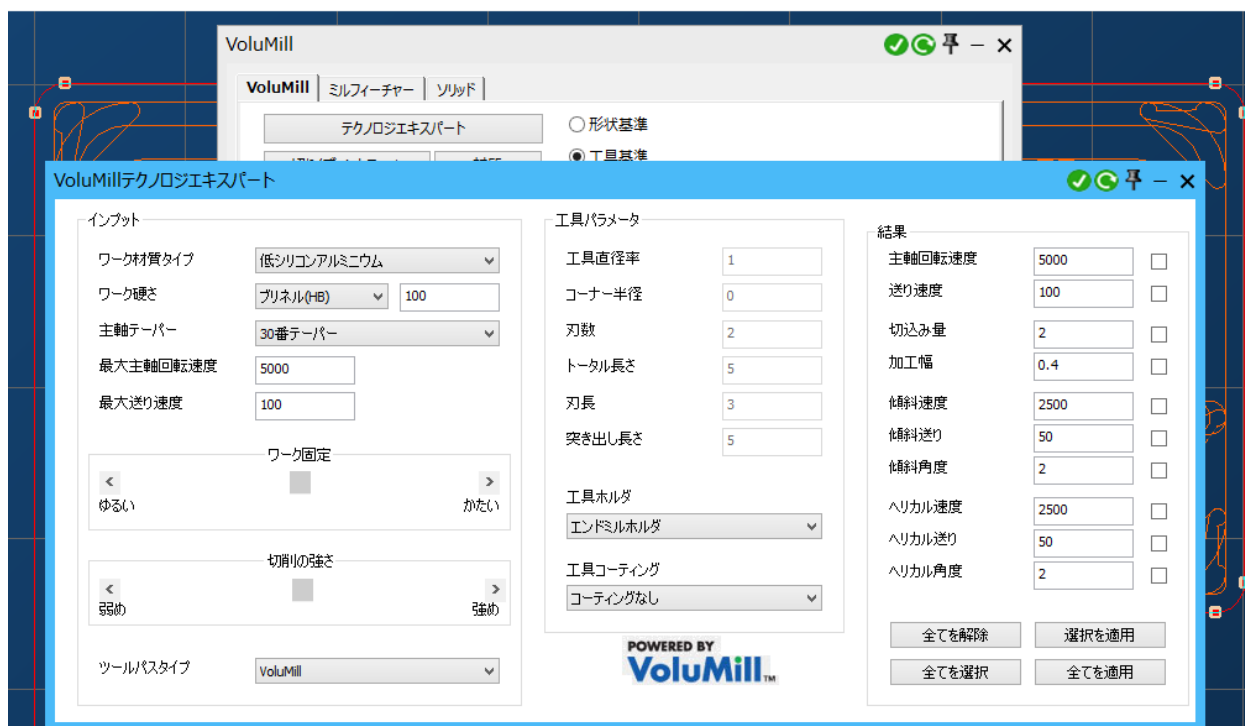 VoluMill
VoluMill ミルフィーチャー ソリッド
テクノロジエキスパート
形状基準
工具基準
VoluMillテクノロジエキスパート
インプット
ワーク材質タイプ 低シリコンアルミニウム
ワーク硬さ ブリネル(HB) 100
主軸テーパー 30番テーパー
最大主軸回転速度 5000
最大送り速度 100
ワーク固定
< >
ゆるい かたい
切削の強さ
< >
弱め 強め
ツールパスタイプ VoluMill
工具パラメータ
工具直径率 1
コーナー半径 0
刃数 2
トータル長さ 5
刃長 3
突き出し長さ 5
工具ホルダ
エンドミルホルダ
工具コーティング
コーティングなし
POWERED BY
VoluMill™
結果
主軸回転速度 5000
送り速度 100
切込み量 2
加工幅 0.4
傾斜速度 2500
傾斜送り 50
傾斜角度 2
ヘリカル速度 2500
ヘリカル送り 50
ヘリカル角度 2
全てを解除 選択を適用
全てを選択 全てを適用